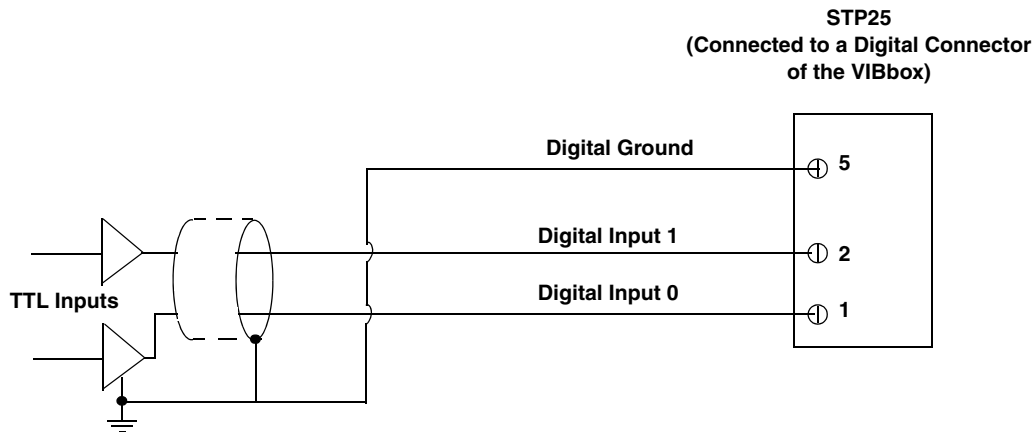 STP25
(Connected to a Digital Connector
of the VIBbox)
Digital Ground
5
Digital Input 1
2
TTL Inputs
Digital Input 0
1